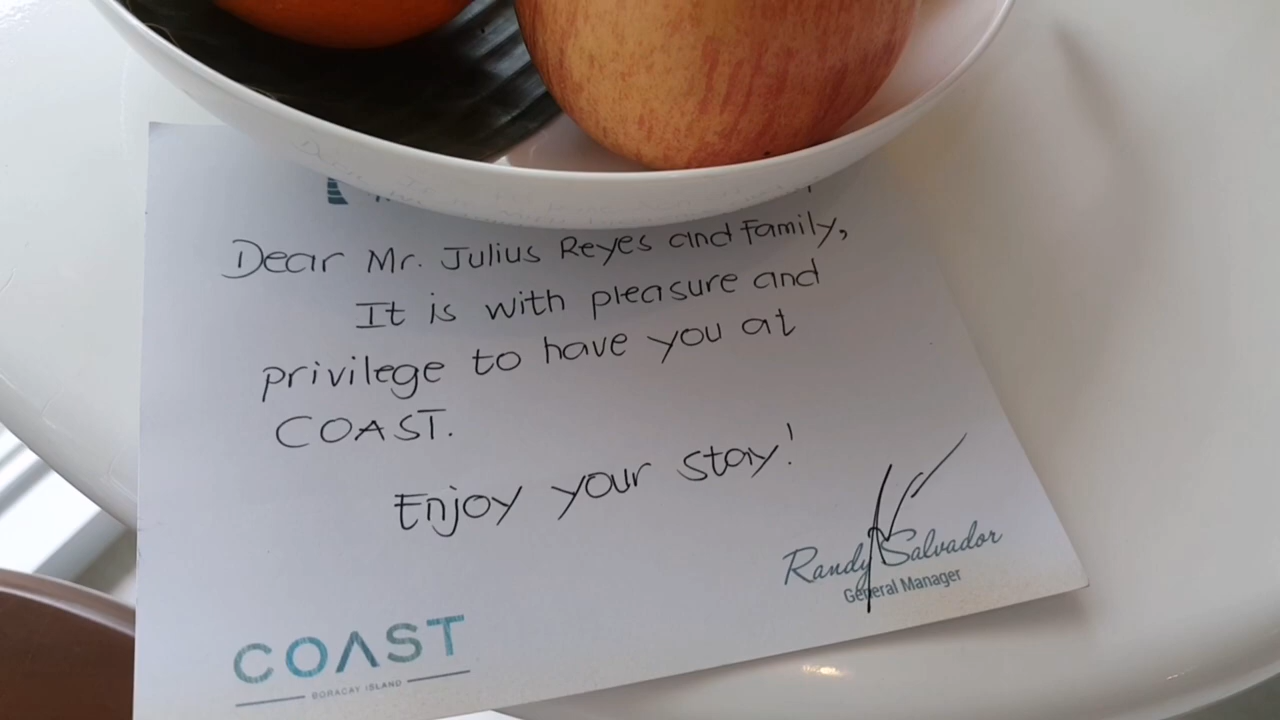 Dear Mr. Julius Reyes and Family,
It is with pleasure and
privilege to have you at
COAST.
Enjoy your stay!
Randy Salvador
General Manager
COAST
BORACAY ISLAND